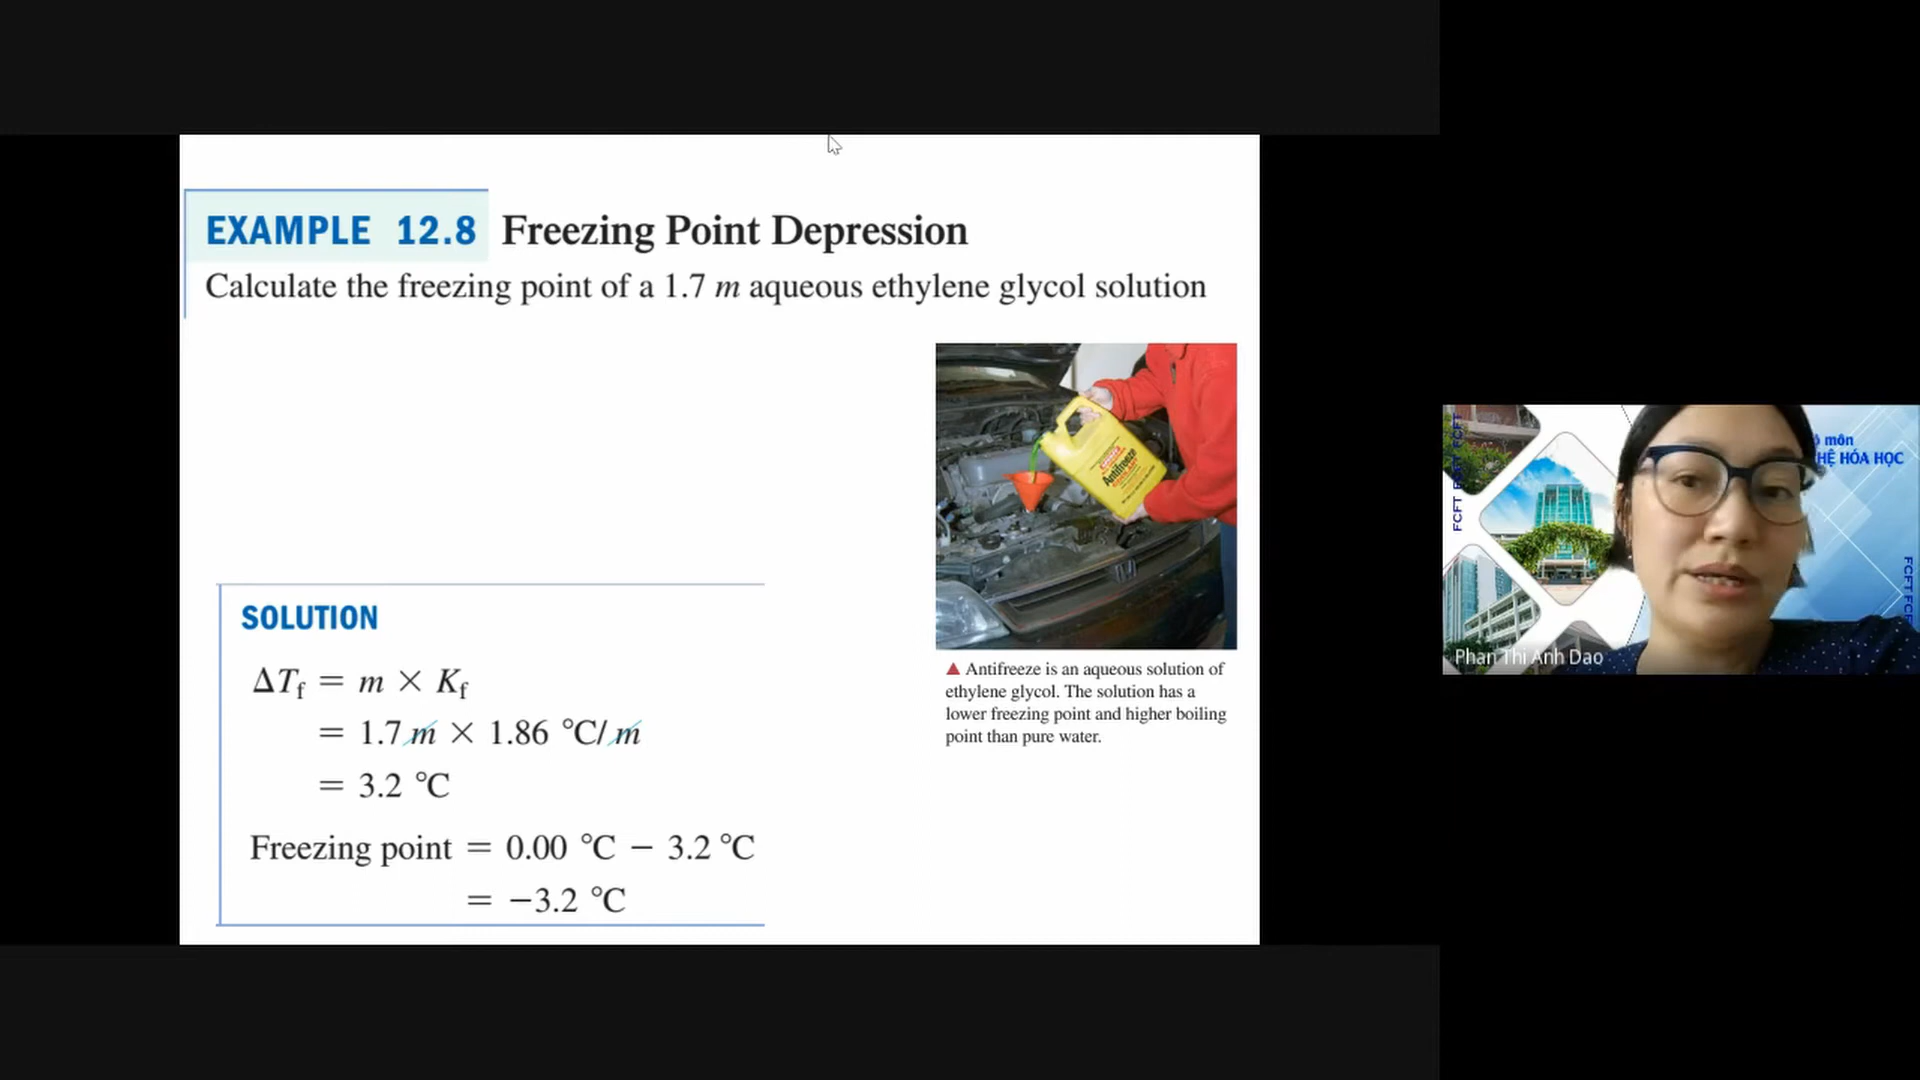 EXAMPLE 12.8 Freezing Point Depression
Calculate the freezing point of a 1.7 m aqueous ethylene glycol solution
Antifreeze
SOLUTION
ΔTf = m × Kf
= 1.7 m × 1.86 °C/m
= 3.2 °C
Freezing point = 0.00 °C − 3.2 °C
= −3.2 °C
▲ Antifreeze is an aqueous solution of
ethylene glycol. The solution has a
lower freezing point and higher boiling
point than pure water.
môn
HỆ HÓA HỌC
FCFT FCFT FCFT
FCFT
Phan Thi Anh Dao